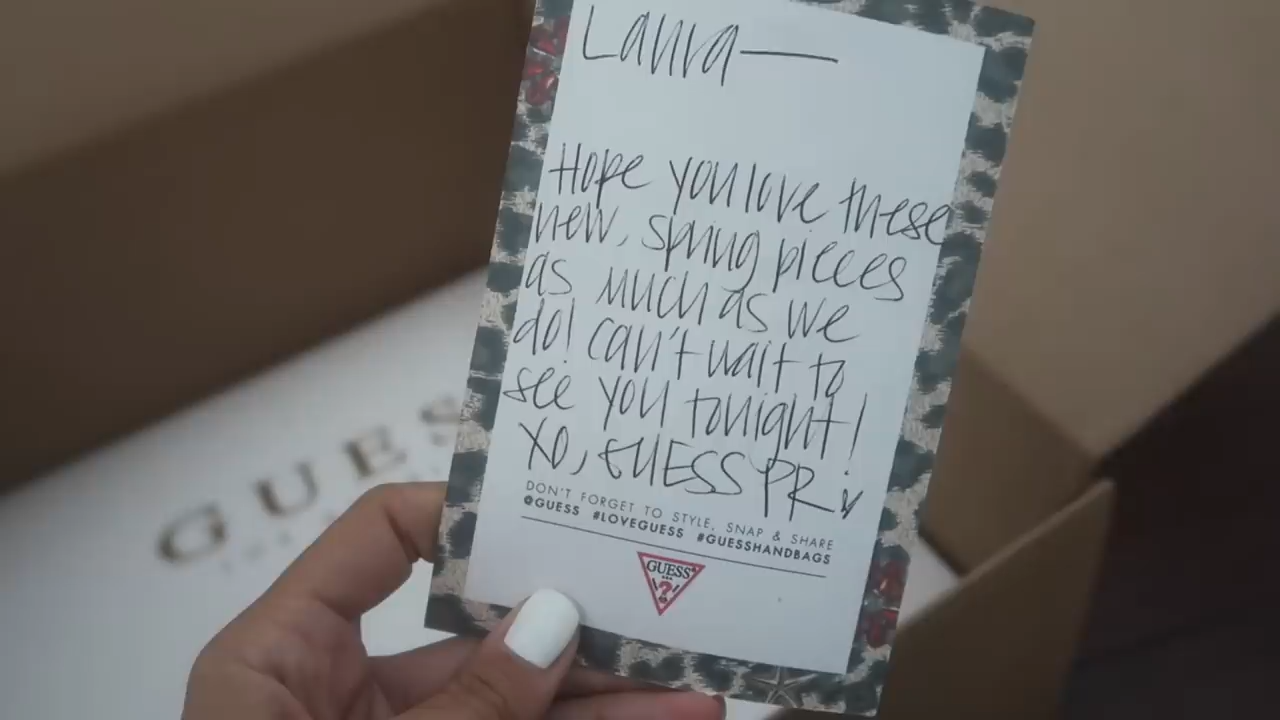 Laura—
Hope you love these
new, spring pieces
as much as we
do! can't wait to
see you tonight!
XO, GUESS PR
DON'T FORGET TO STYLE, SNAP & SHARE
@GUESS #LOVEGUESS #GUESSHANDBAGS
GUESS
?
GUES